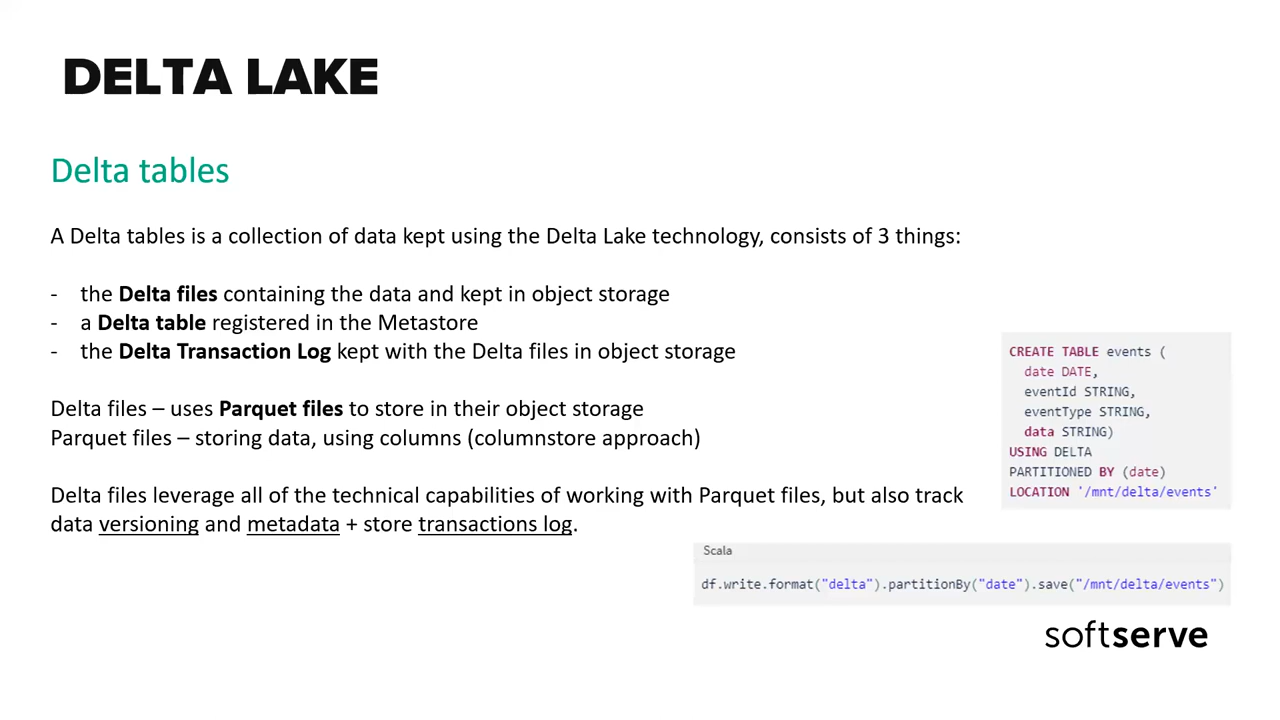 DELTA LAKE
Delta tables
A Delta tables is a collection of data kept using the Delta Lake technology, consists of 3 things:
- the Delta files containing the data and kept in object storage
- a Delta table registered in the Metastore
- the Delta Transaction Log kept with the Delta files in object storage
Delta files – uses Parquet files to store in their object storage
Parquet files – storing data, using columns (columnstore approach)
Delta files leverage all of the technical capabilities of working with Parquet files, but also track
data versioning and metadata + store transactions log.
CREATE TABLE events (
date DATE,
eventId STRING,
eventType STRING,
data STRING)
USING DELTA
PARTITIONED BY (date)
LOCATION '/mnt/delta/events'
Scala
df.write.format("delta").partitionBy("date").save("/mnt/delta/events")
softserve